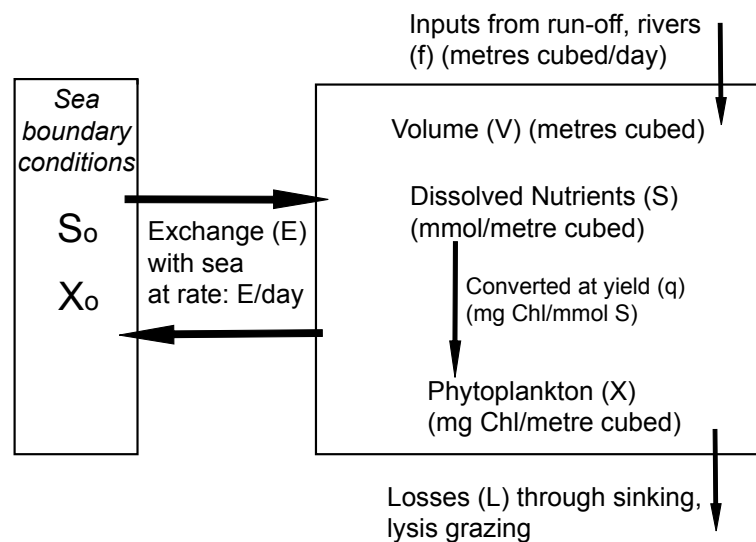 Inputs from run-off, rivers
(f) (metres cubed/day)
Sea
boundary
conditions
So
Xo
Exchange (E)
with sea
at rate: E/day
Volume (V) (metres cubed)
Dissolved Nutrients (S)
(mmol/metre cubed)
Converted at yield (q)
(mg Chl/mmol S)
Phytoplankton (X)
(mg Chl/metre cubed)
Losses (L) through sinking,
lysis grazing